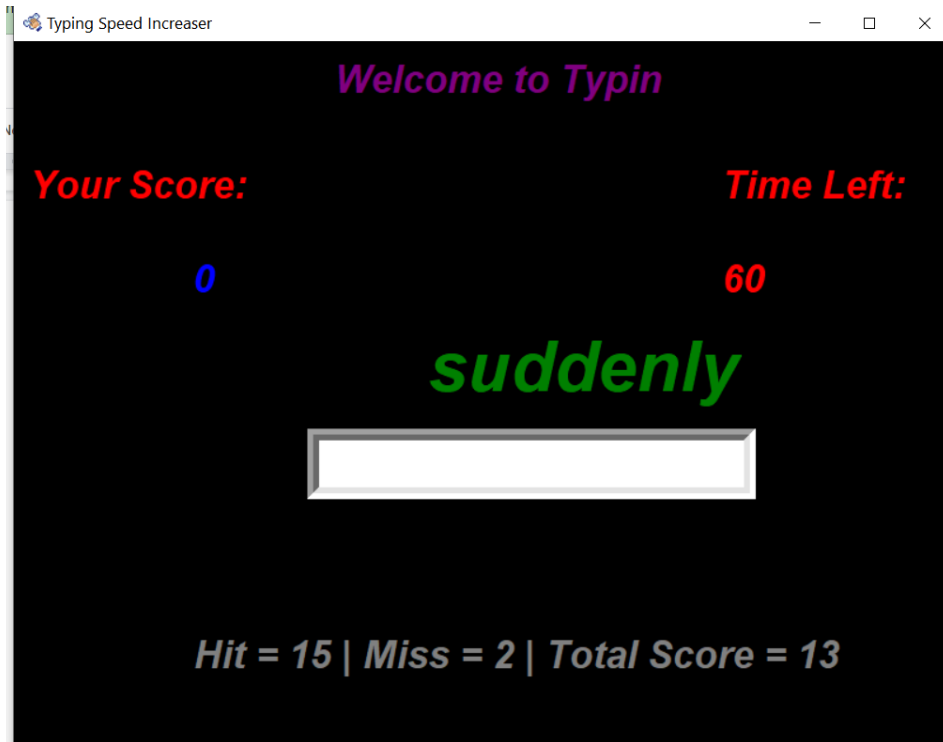 Typing Speed Increaser
Welcome to Typin
Your Score: Time Left:
0 60
suddenly
Hit = 15 | Miss = 2 | Total Score = 13